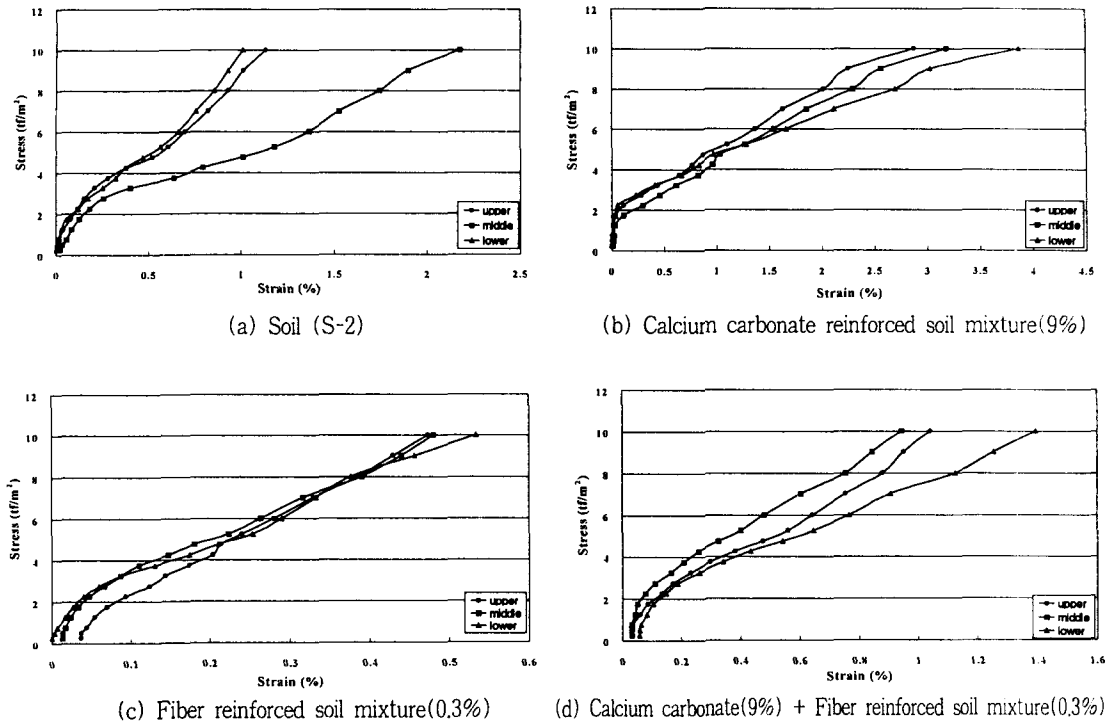 Stress (tf/m²)
12
10
8
6
4
2
0
0
0.5
1
1.5
2
2.5
Strain (%)
upper
middle
lower
(a) Soil (S-2)
Stress (tf/m²)
12
10
8
6
4
2
0
0
0.5
1
1.5
2
2.5
3
3.5
4
4.5
Strain (%)
upper
middle
lower
(b) Calcium carbonate reinforced soil mixture(9%)
Stress (tf/m²)
12
10
8
6
4
2
0
0
0.1
0.2
0.3
0.4
0.5
0.6
Strain (%)
upper
middle
lower
(c) Fiber reinforced soil mixture(0.3%)
Stress (tf/m²)
12
10
8
6
4
2
0
0
0.2
0.4
0.6
0.8
1
1.2
1.4
1.6
Strain (%)
upper
middle
lower
(d) Calcium carbonate(9%) + Fiber reinforced soil mixture(0.3%)